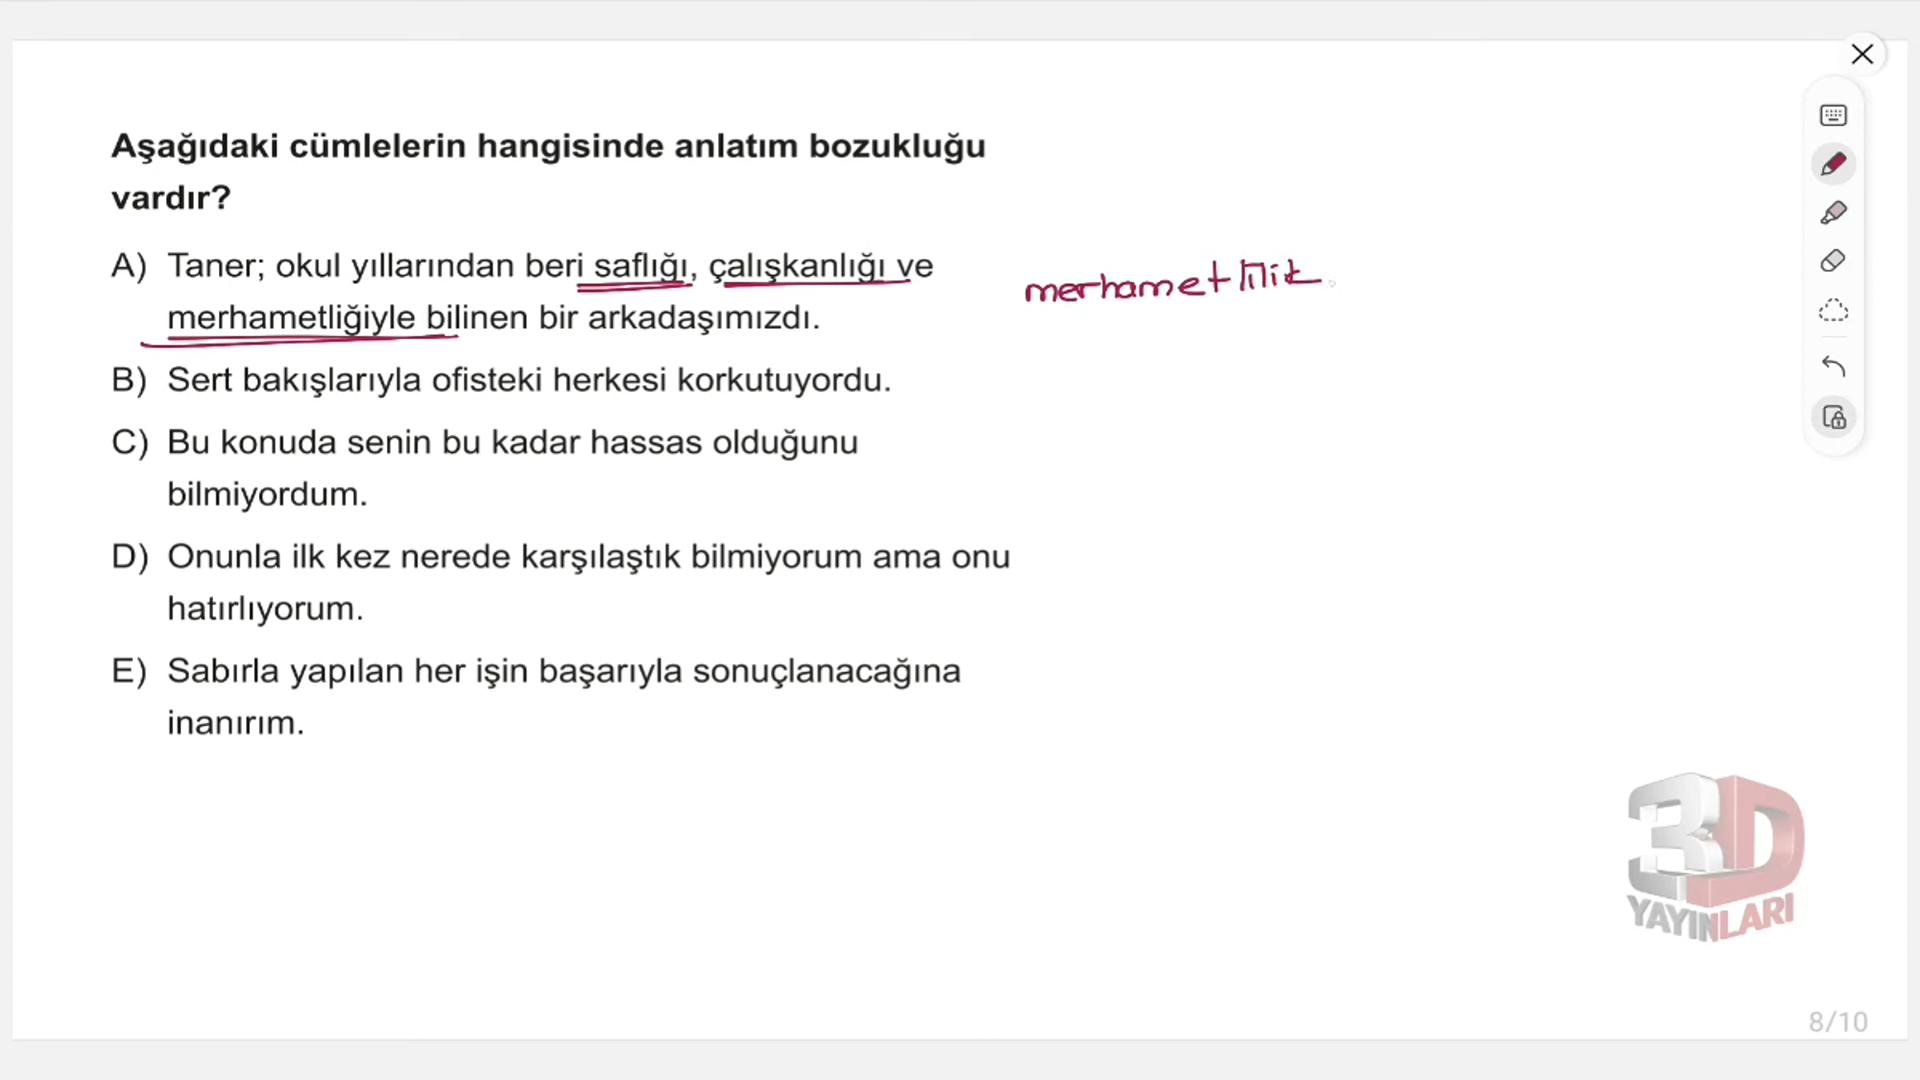 Aşağıdaki cümlelerin hangisinde anlatım bozukluğu
vardır?
A) Taner; okul yıllarından beri saflığı, çalışkanlığı ve
merhametliğiyle bilinen bir arkadaşımızdı.
merhametlilik
B) Sert bakışlarıyla ofisteki herkesi korkutuyordu.
C) Bu konuda senin bu kadar hassas olduğunu
bilmiyordum.
D) Onunla ilk kez nerede karşılaştık bilmiyorum ama onu
hatırlıyorum.
E) Sabırla yapılan her işin başarıyla sonuçlanacağına
inanırım.
3D
YAYINLARI
8/10